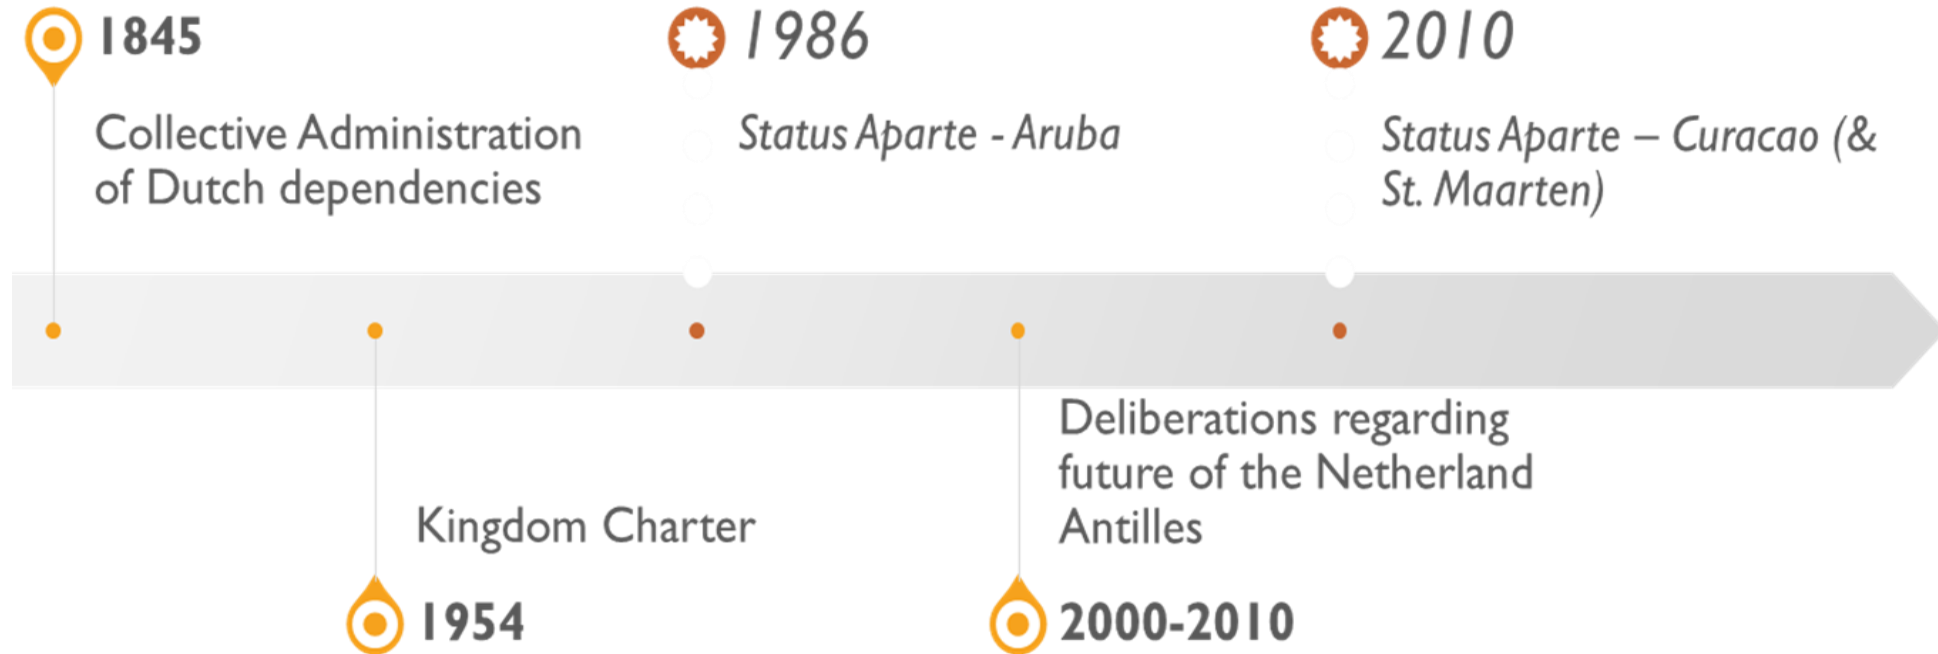 1845
Collective Administration
of Dutch dependencies
Kingdom Charter
1954
1986
Status Aparte - Aruba
Deliberations regarding
future of the Netherland
Antilles
2000-2010
2010
Status Aparte – Curacao (&
St. Maarten)